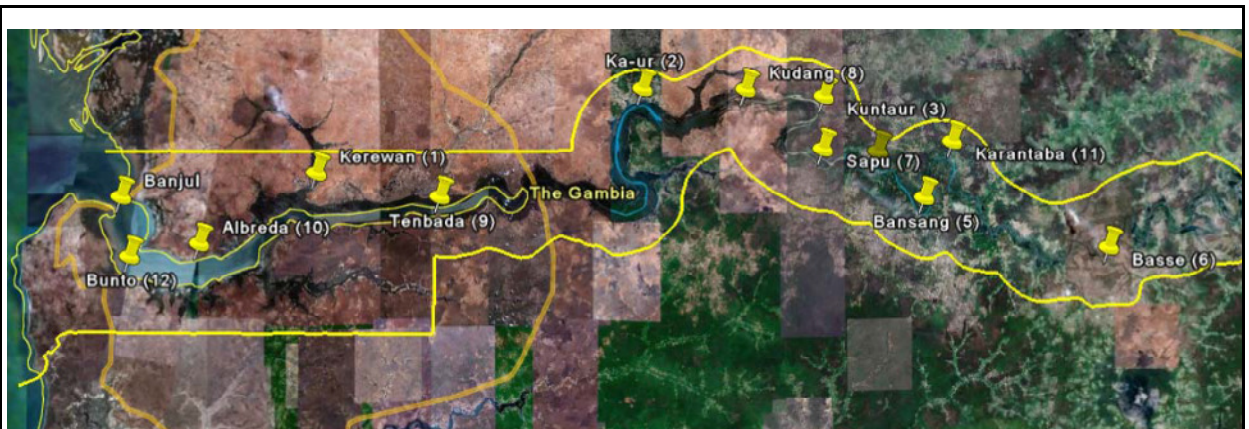 Ka-ur (2)
Kudang (8)
Kuntaur (3)
Kerewan (1)
Sapu (7)
Karantaba (11)
Banjul
The Gambia
Albreda (10)
Tenbada (9)
Bansang (5)
Bunto (12)
Basse (6)